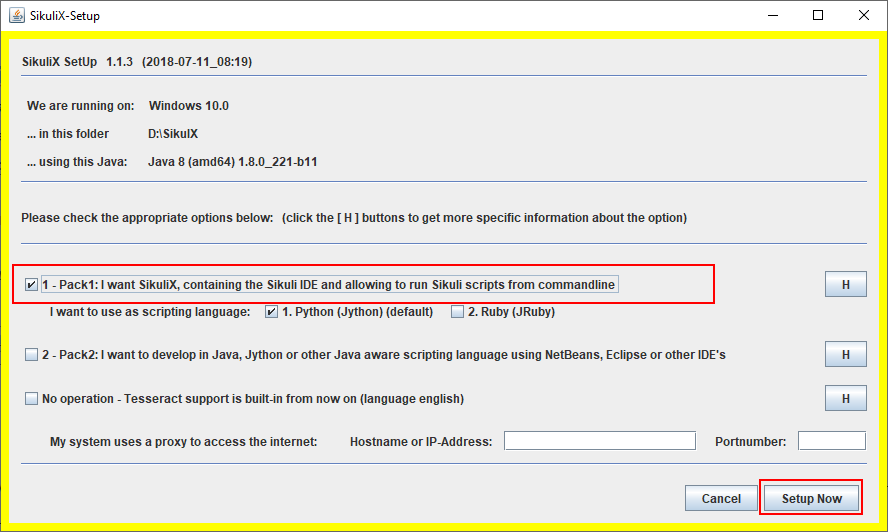 SikuliX-Setup
SikuliX SetUp 1.1.3 (2018-07-11_08:19)
We are running on: Windows 10.0
... in this folder D:\SikulX
... using this Java: Java 8 (amd64) 1.8.0_221-b11
Please check the appropriate options below: (click the [ H ] buttons to get more specific information about the option)
1 - Pack1: I want SikuliX, containing the Sikuli IDE and allowing to run Sikuli scripts from commandline H
I want to use as scripting language: 1. Python (Jython) (default) 2. Ruby (JRuby)
2 - Pack2: I want to develop in Java, Jython or other Java aware scripting language using NetBeans, Eclipse or other IDE's H
No operation - Tesseract support is built-in from now on (language english) H
My system uses a proxy to access the internet: Hostname or IP-Address: Portnumber:
Cancel Setup Now